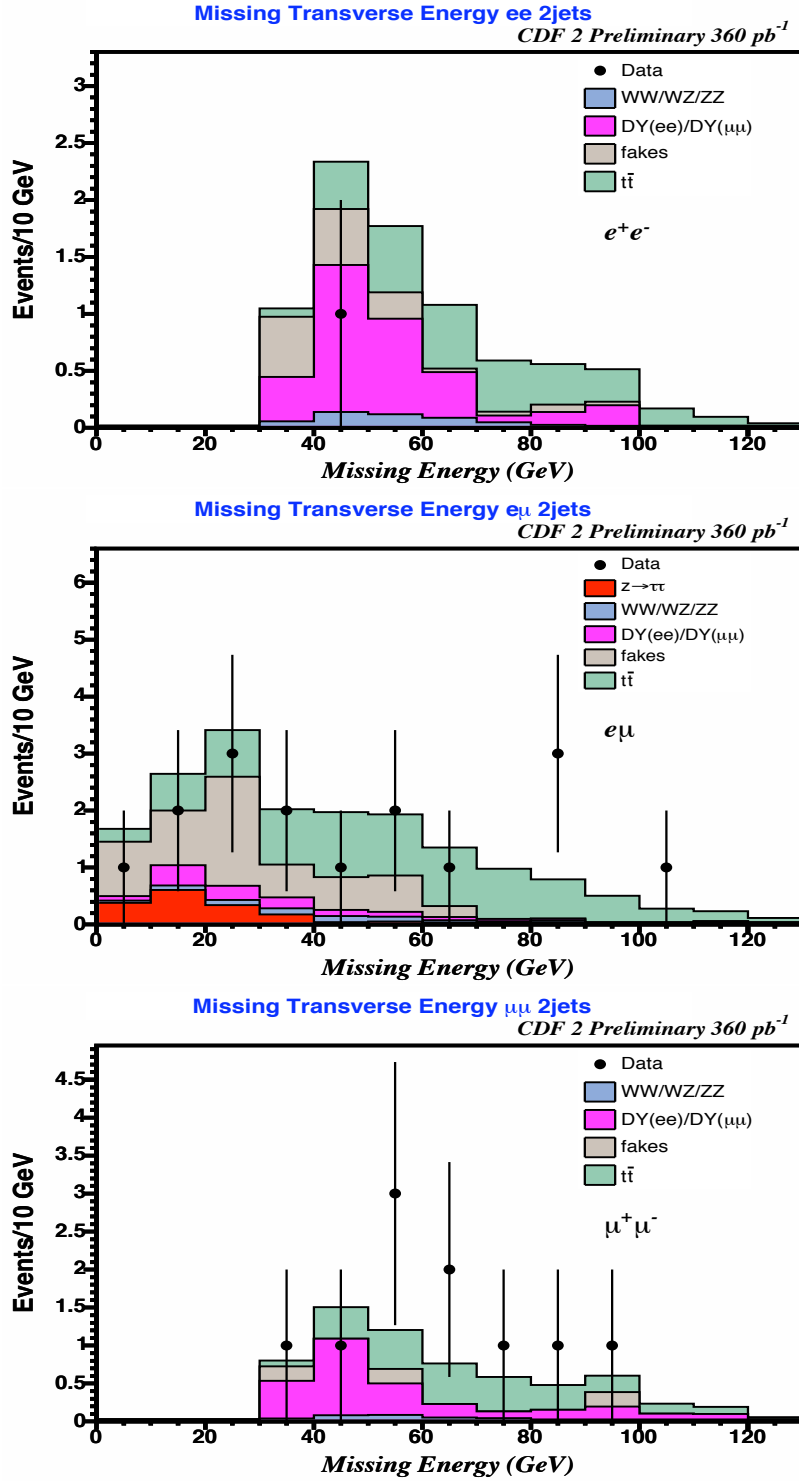 Missing Transverse Energy ee 2jets
CDF 2 Preliminary 360 pb⁻¹
Data
WW/WZ/ZZ
DY(ee)/DY(μμ)
fakes
tt̄
e⁺e⁻
Events/10 GeV
3
2.5
2
1.5
1
0.5
0
0 20 40 60 80 100 120
Missing Energy (GeV)
Missing Transverse Energy eμ 2jets
CDF 2 Preliminary 360 pb⁻¹
Data
z→ττ
WW/WZ/ZZ
DY(ee)/DY(μμ)
fakes
tt̄
eμ
Events/10 GeV
6
5
4
3
2
1
0
0 20 40 60 80 100 120
Missing Energy (GeV)
Missing Transverse Energy μμ 2jets
CDF 2 Preliminary 360 pb⁻¹
Data
WW/WZ/ZZ
DY(ee)/DY(μμ)
fakes
tt̄
μ⁺μ⁻
Events/10 GeV
4.5
4
3.5
3
2.5
2
1.5
1
0.5
0
0 20 40 60 80 100 120
Missing Energy (GeV)